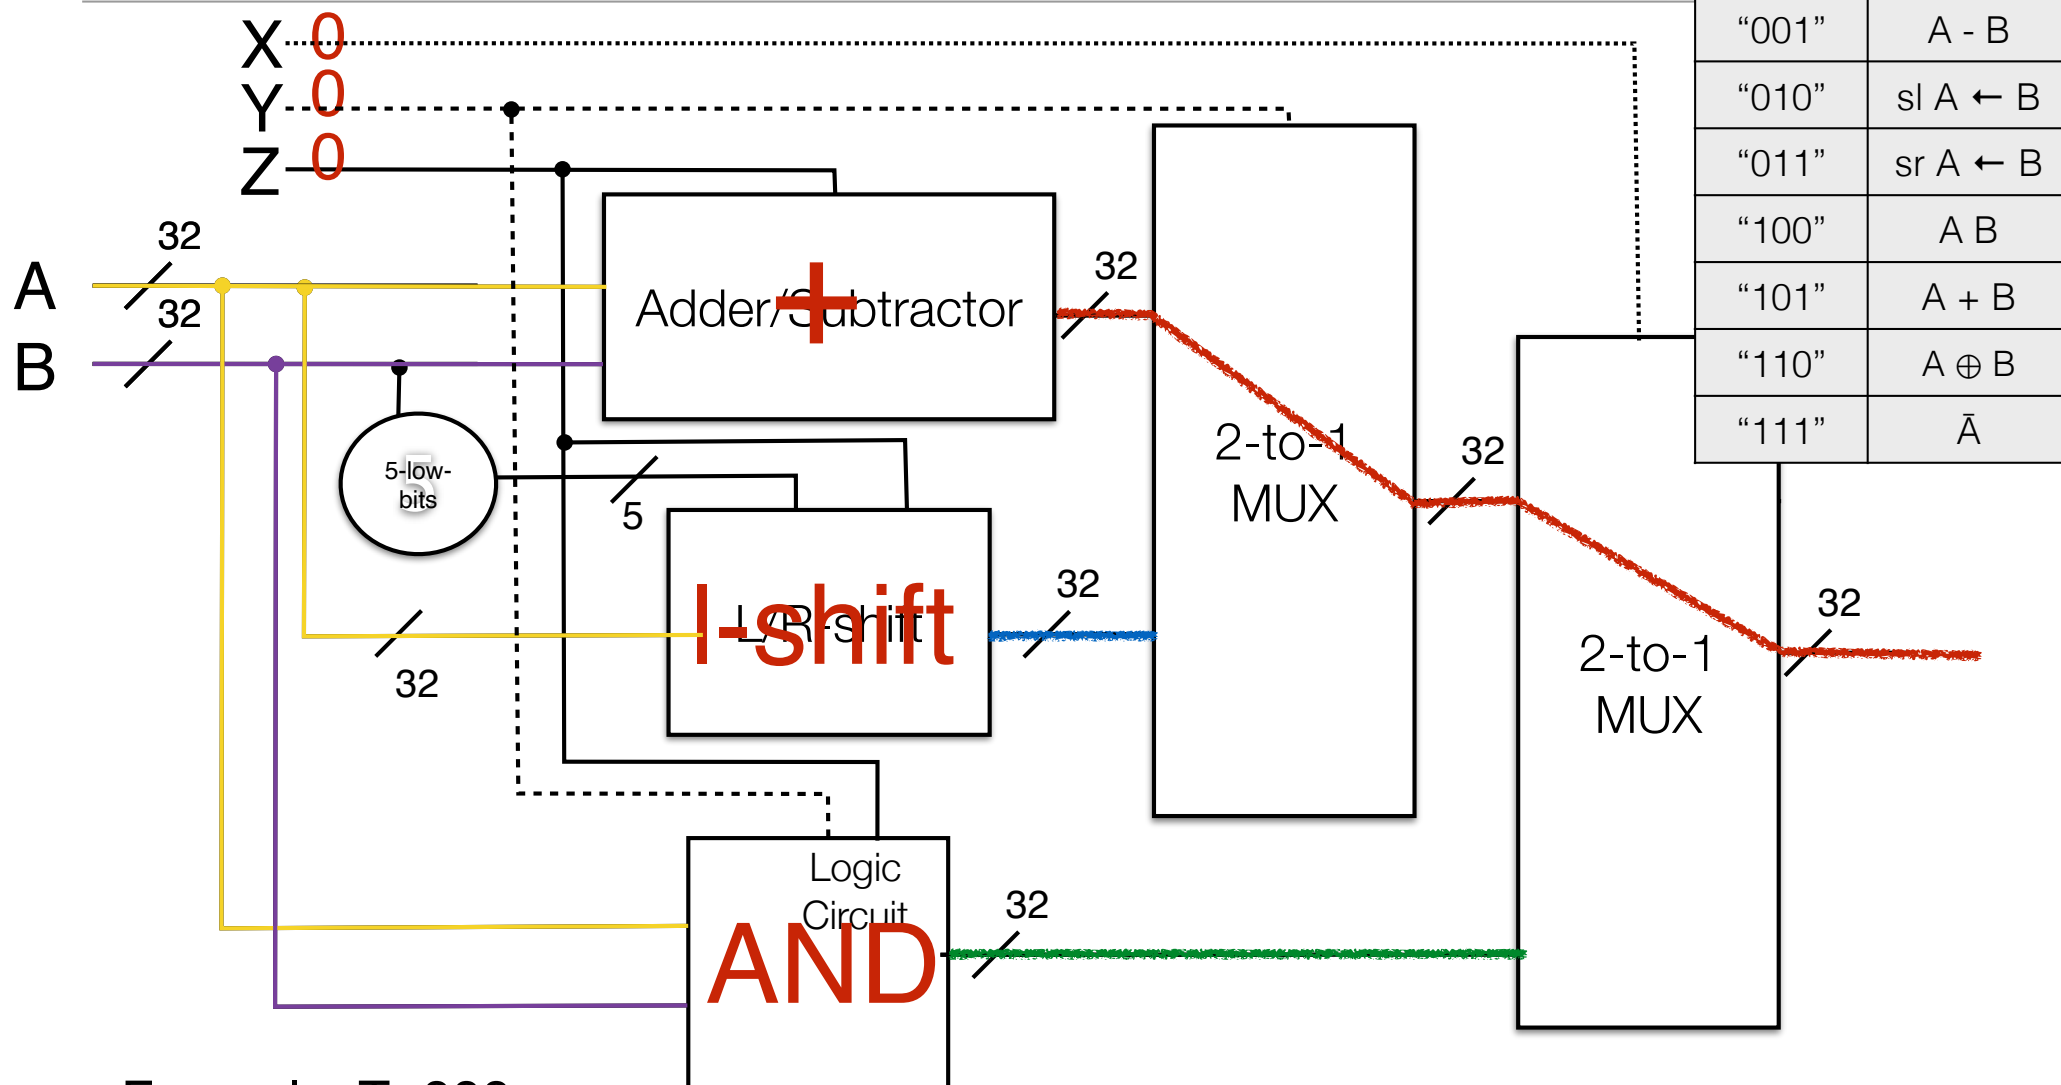 X 0
Y 0
Z 0
32
A
32
B
Adder/Subtractor
+
32
5-low-
bits
5
5
L/R-shift
l-shift
32
32
2-to-1
MUX
32
2-to-1
MUX
32
Logic
Circuit
AND
32
“001” A - B
“010” sl A ← B
“011” sr A ← B
“100” A B
“101” A + B
“110” A ⊕ B
“111” Ā